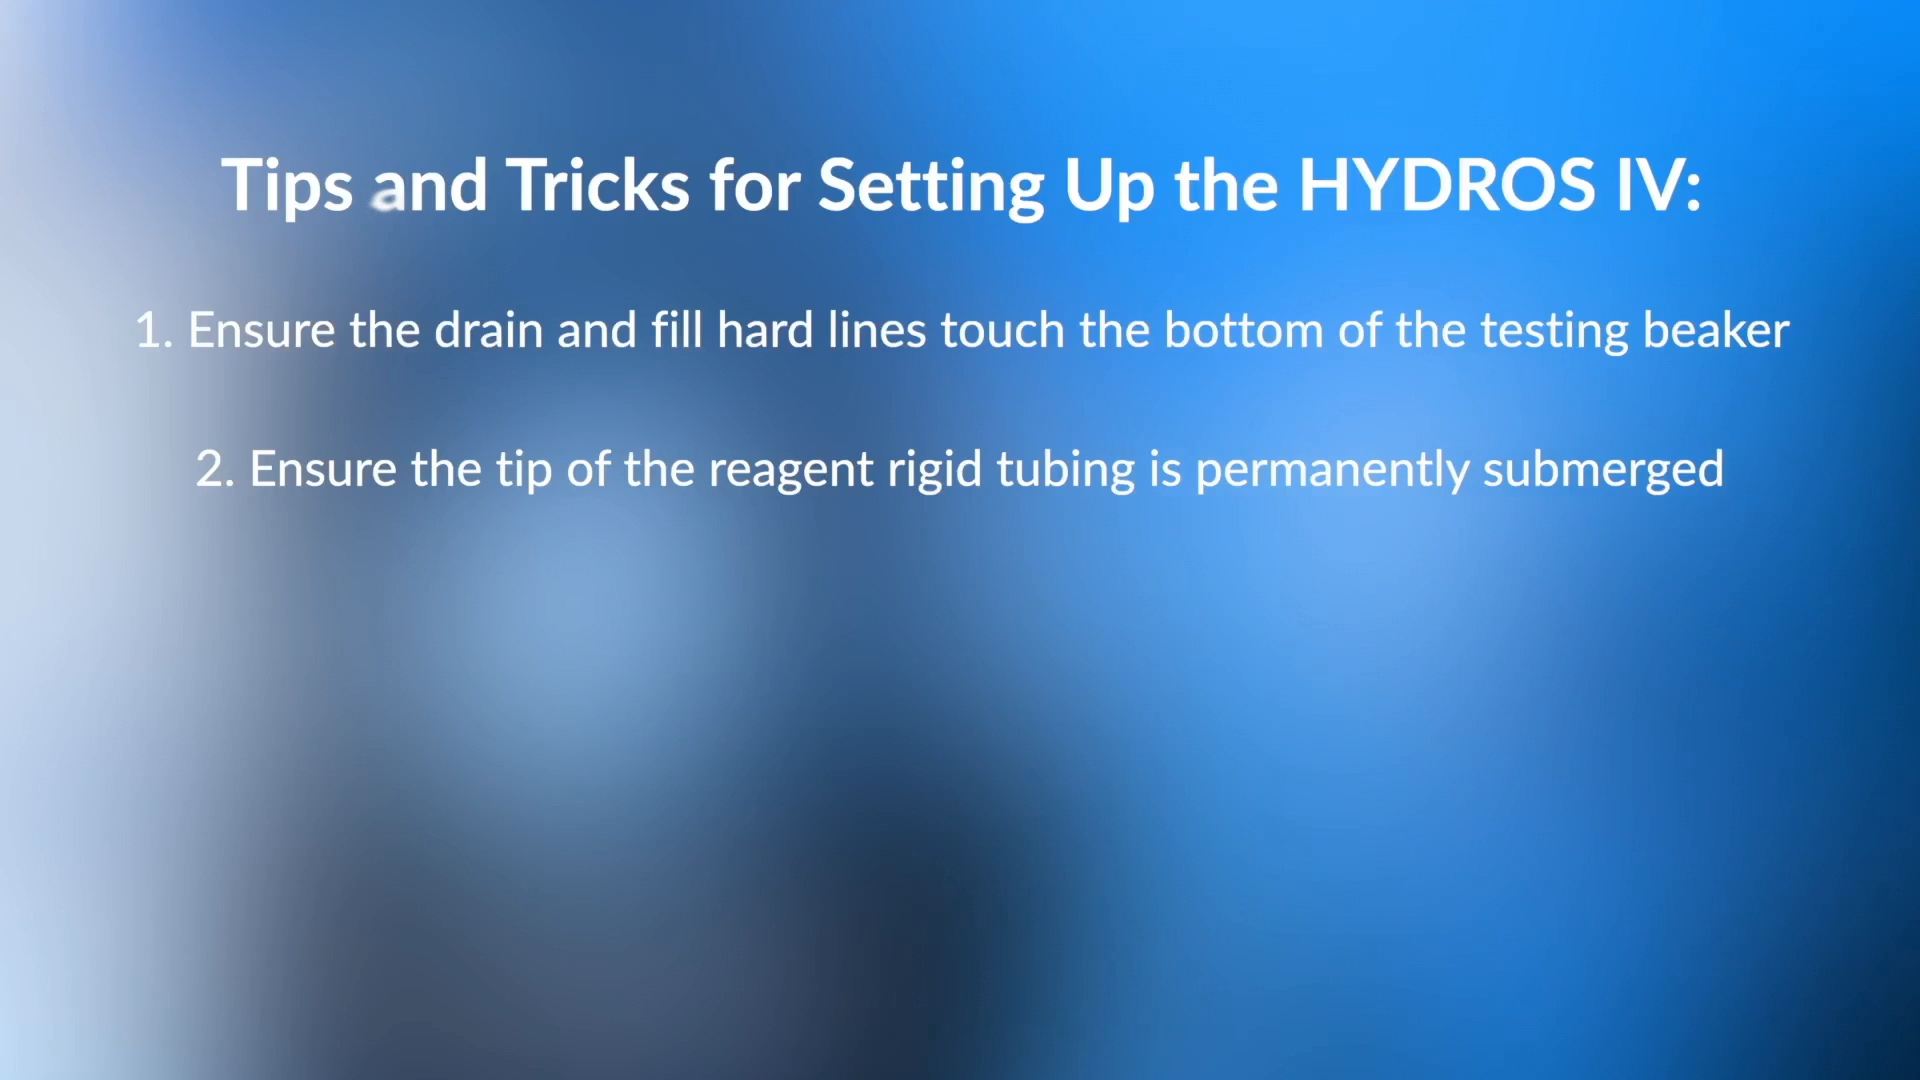 Tips and Tricks for Setting Up the HYDROS IV:
1. Ensure the drain and fill hard lines touch the bottom of the testing beaker
2. Ensure the tip of the reagent rigid tubing is permanently submerged